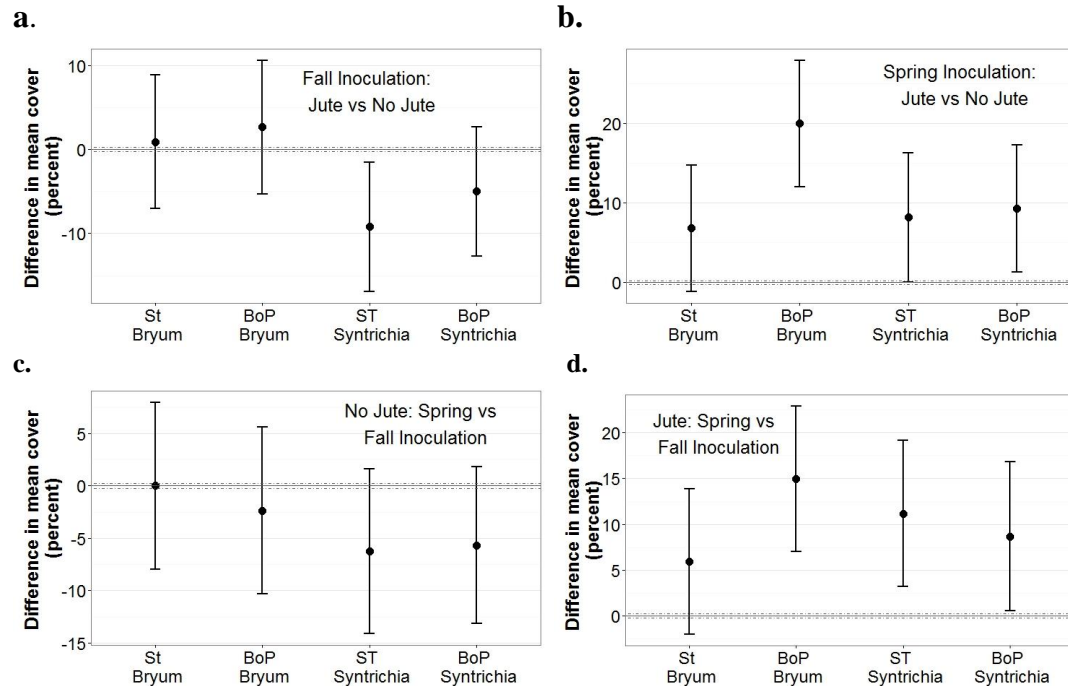 a.
Difference in mean cover
(percent)
10
0
-10
Fall Inoculation:
Jute vs No Jute
St
Bryum
BoP
Bryum
ST
Syntrichia
BoP
Syntrichia
b.
Difference in mean cover
(percent)
20
10
0
Spring Inoculation:
Jute vs No Jute
St
Bryum
BoP
Bryum
ST
Syntrichia
BoP
Syntrichia
c.
Difference in mean cover
(percent)
5
0
-5
-10
-15
No Jute: Spring vs
Fall Inoculation
St
Bryum
BoP
Bryum
ST
Syntrichia
BoP
Syntrichia
d.
Difference in mean cover
(percent)
20
15
10
5
0
Jute: Spring vs
Fall Inoculation
St
Bryum
BoP
Bryum
ST
Syntrichia
BoP
Syntrichia